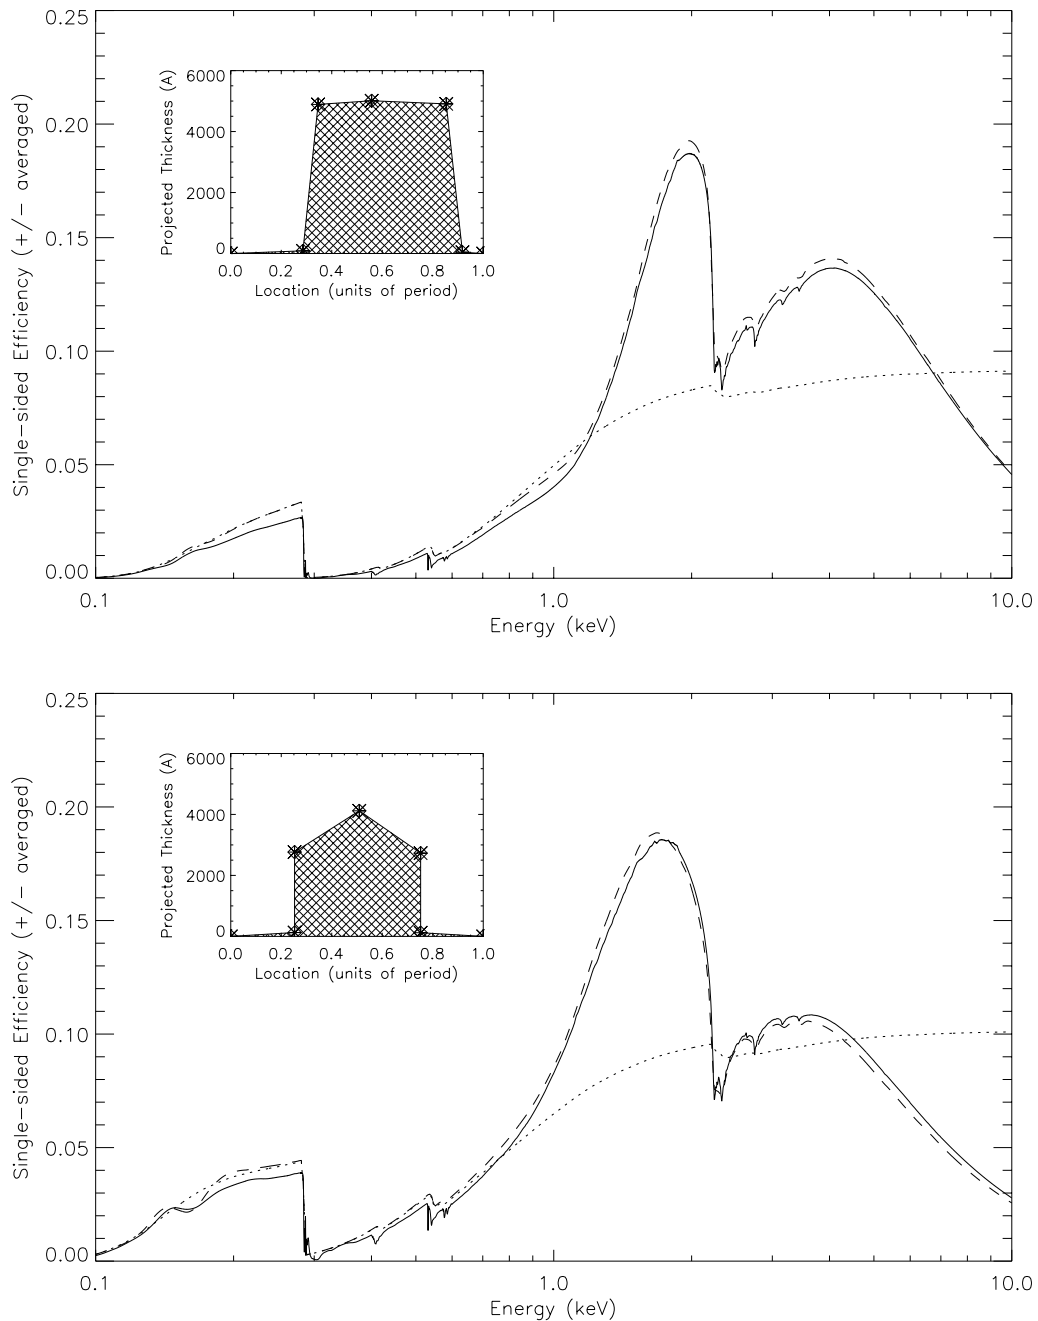 0.25
0.20
0.15
0.10
0.05
0.00
Single-sided Efficiency (+/- averaged)
6000
4000
2000
0
Projected Thickness (A)
0.0 0.2 0.4 0.6 0.8 1.0
Location (units of period)
0.1 1.0 10.0
Energy (keV)
0.25
0.20
0.15
0.10
0.05
0.00
Single-sided Efficiency (+/- averaged)
6000
4000
2000
0
Projected Thickness (A)
0.0 0.2 0.4 0.6 0.8 1.0
Location (units of period)
0.1 1.0 10.0
Energy (keV)